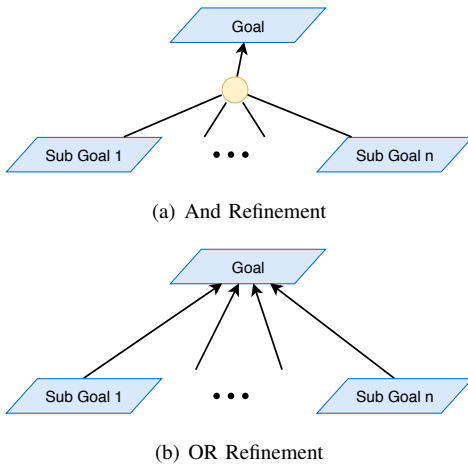 Goal
Sub Goal 1
Sub Goal n
(a) And Refinement
Goal
Sub Goal 1
Sub Goal n
(b) OR Refinement